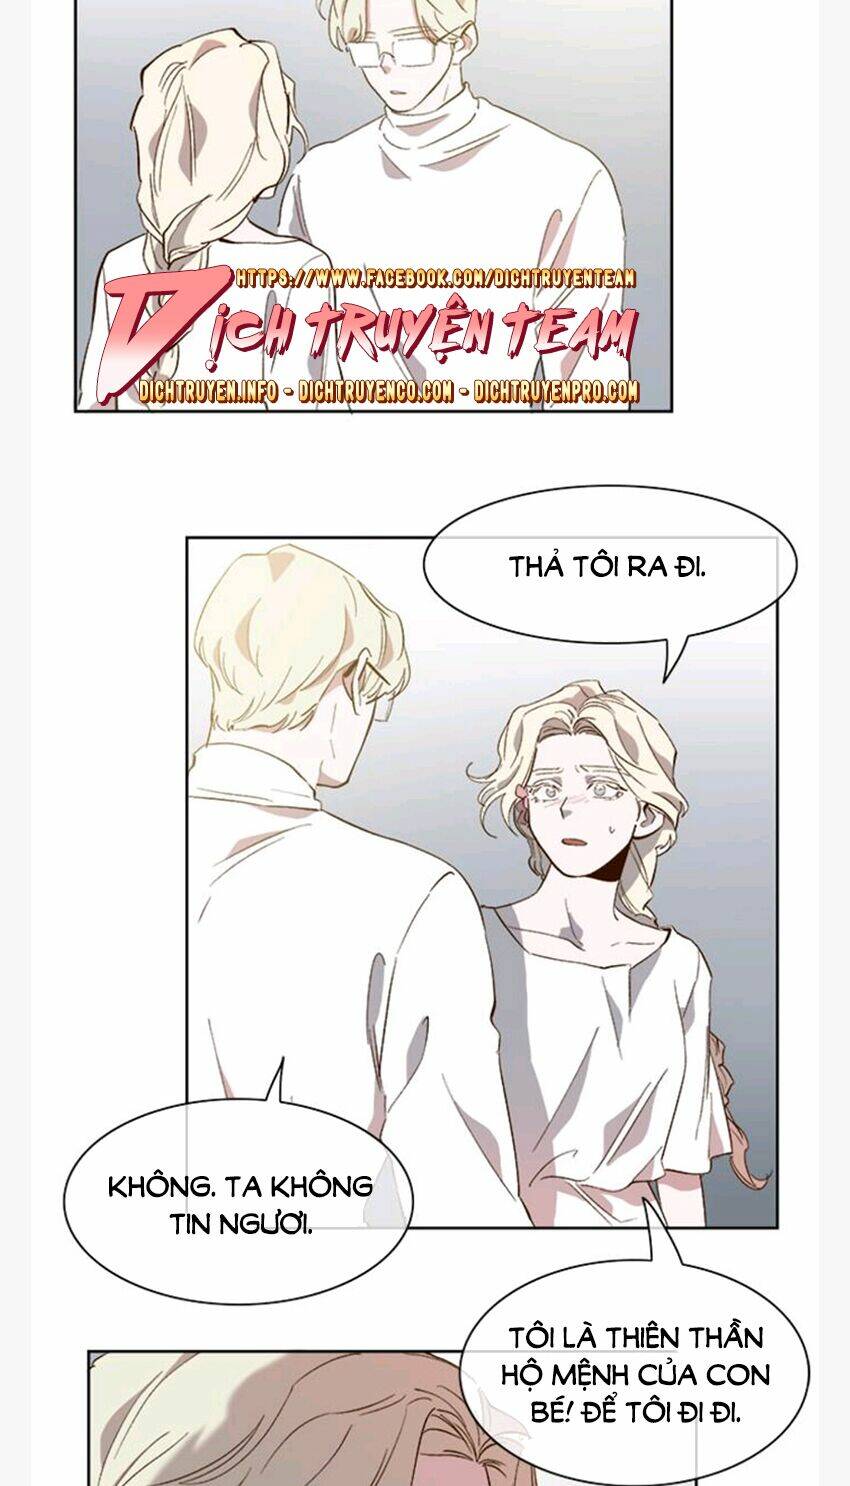 HTTPS://WWW.FACEBOOK.COM/DICHTRUYENTEAM
DỊCH TRUYỆN TEAM
DICHTRUYEN.INFO - DICHTRUYENCO.COM - DICHTRUYENPRO.COM
THẢ TÔI RA ĐI.
KHÔNG. TA KHÔNG
TIN NGƯƠI.
TÔI LÀ THIÊN THẦN
HỘ MỆNH CỦA CON
BÉ! ĐỂ TÔI ĐI ĐI.